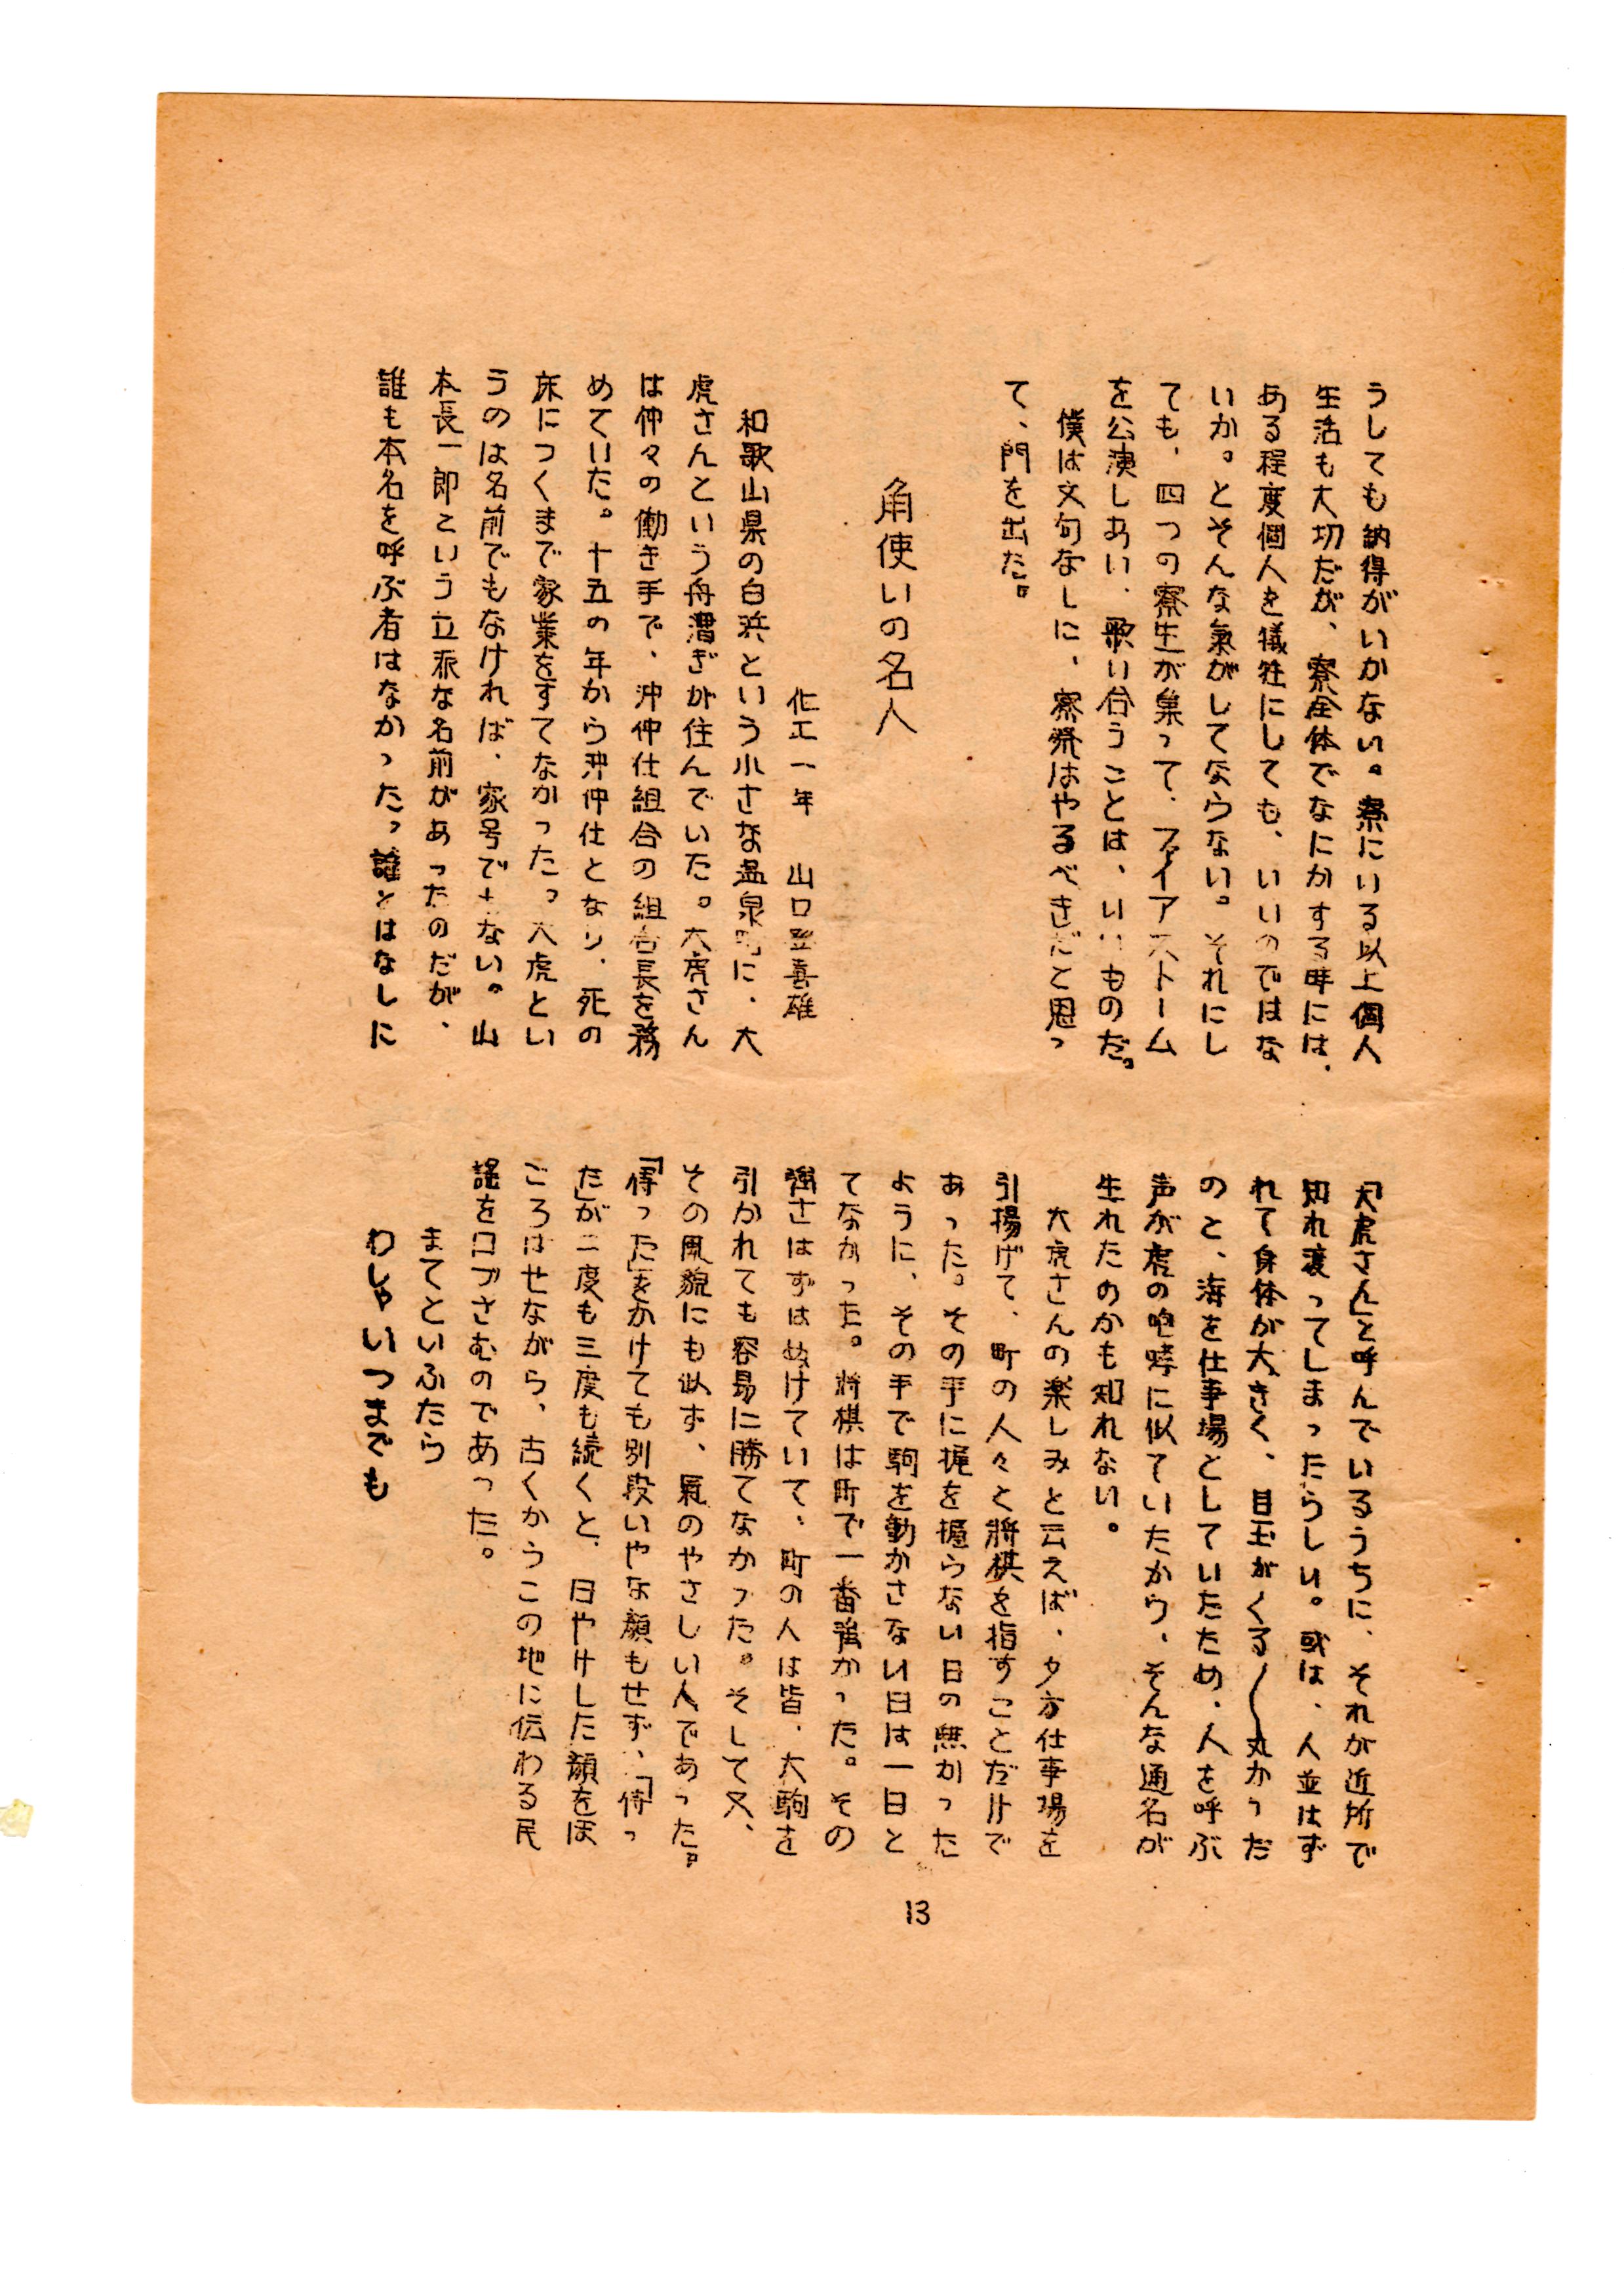 うしても納得がいかない。寮にいる以上個人
生活も大切だが、寮全体でなにかする時には、
ある程度個人を犠牲にしても、いいのではな
いか。とそんな氣がしてならない。それにし
ても、四つの寮生が集って、ファイアストーム
を公演しあい、歌い合うことは、いいものだ。
僕は文句なしに、寮祭はやるべきだと思っ
て、門を出た。
角使いの名人
化工一年 山口登喜雄
和歌山県の白浜という小さな温泉町に、大
虎さんという舟漕ぎが住んでいた。大虎さん
は仲々の働き手で、沖仲仕組合の組合長を務
めていた。十五の年から沖仲仕となり、死の
床につくまで家業をすてなかった。大虎とい
うのは名前でもなければ、家号でもない。山
本長一郎という立派な名前があったのだが、
誰も本名を呼ぶ者はなかった。誰とはなしに
「大虎さん」と呼んでいるうちに、それが近所で
知れ渡ってしまったらしい。或は、人並はず
れて身体が大きく、目玉がくる〱丸かった
のと、海を仕事場としていたため、人を呼ぶ
声が虎の咆哮に似ていたから、そんな通名が
生れたのかも知れない。
大虎さんの楽しみと云えば、夕方仕事場を
引揚げて、町の人々と将棋を指すことだけで
あった。その手に梶を握らない日の無かった
ように、その手で駒を動かさない日は一日と
てなかった。将棋は町で一番強かった。その
強さはずばぬけていて、町の人は皆、大駒を
引かれても容易に勝てなかった。そして又、
その風貌にも似ず、氣のやさしい人であった。
「待った」をかけても別段いやな顔もせず、「待っ
た」が二度も三度も続くと、日やけした顔をほ
ころばせながら、古くからこの地に伝わる民
謡を口ずさむのであった。
まてといふたら
わしゃいつまでも
13